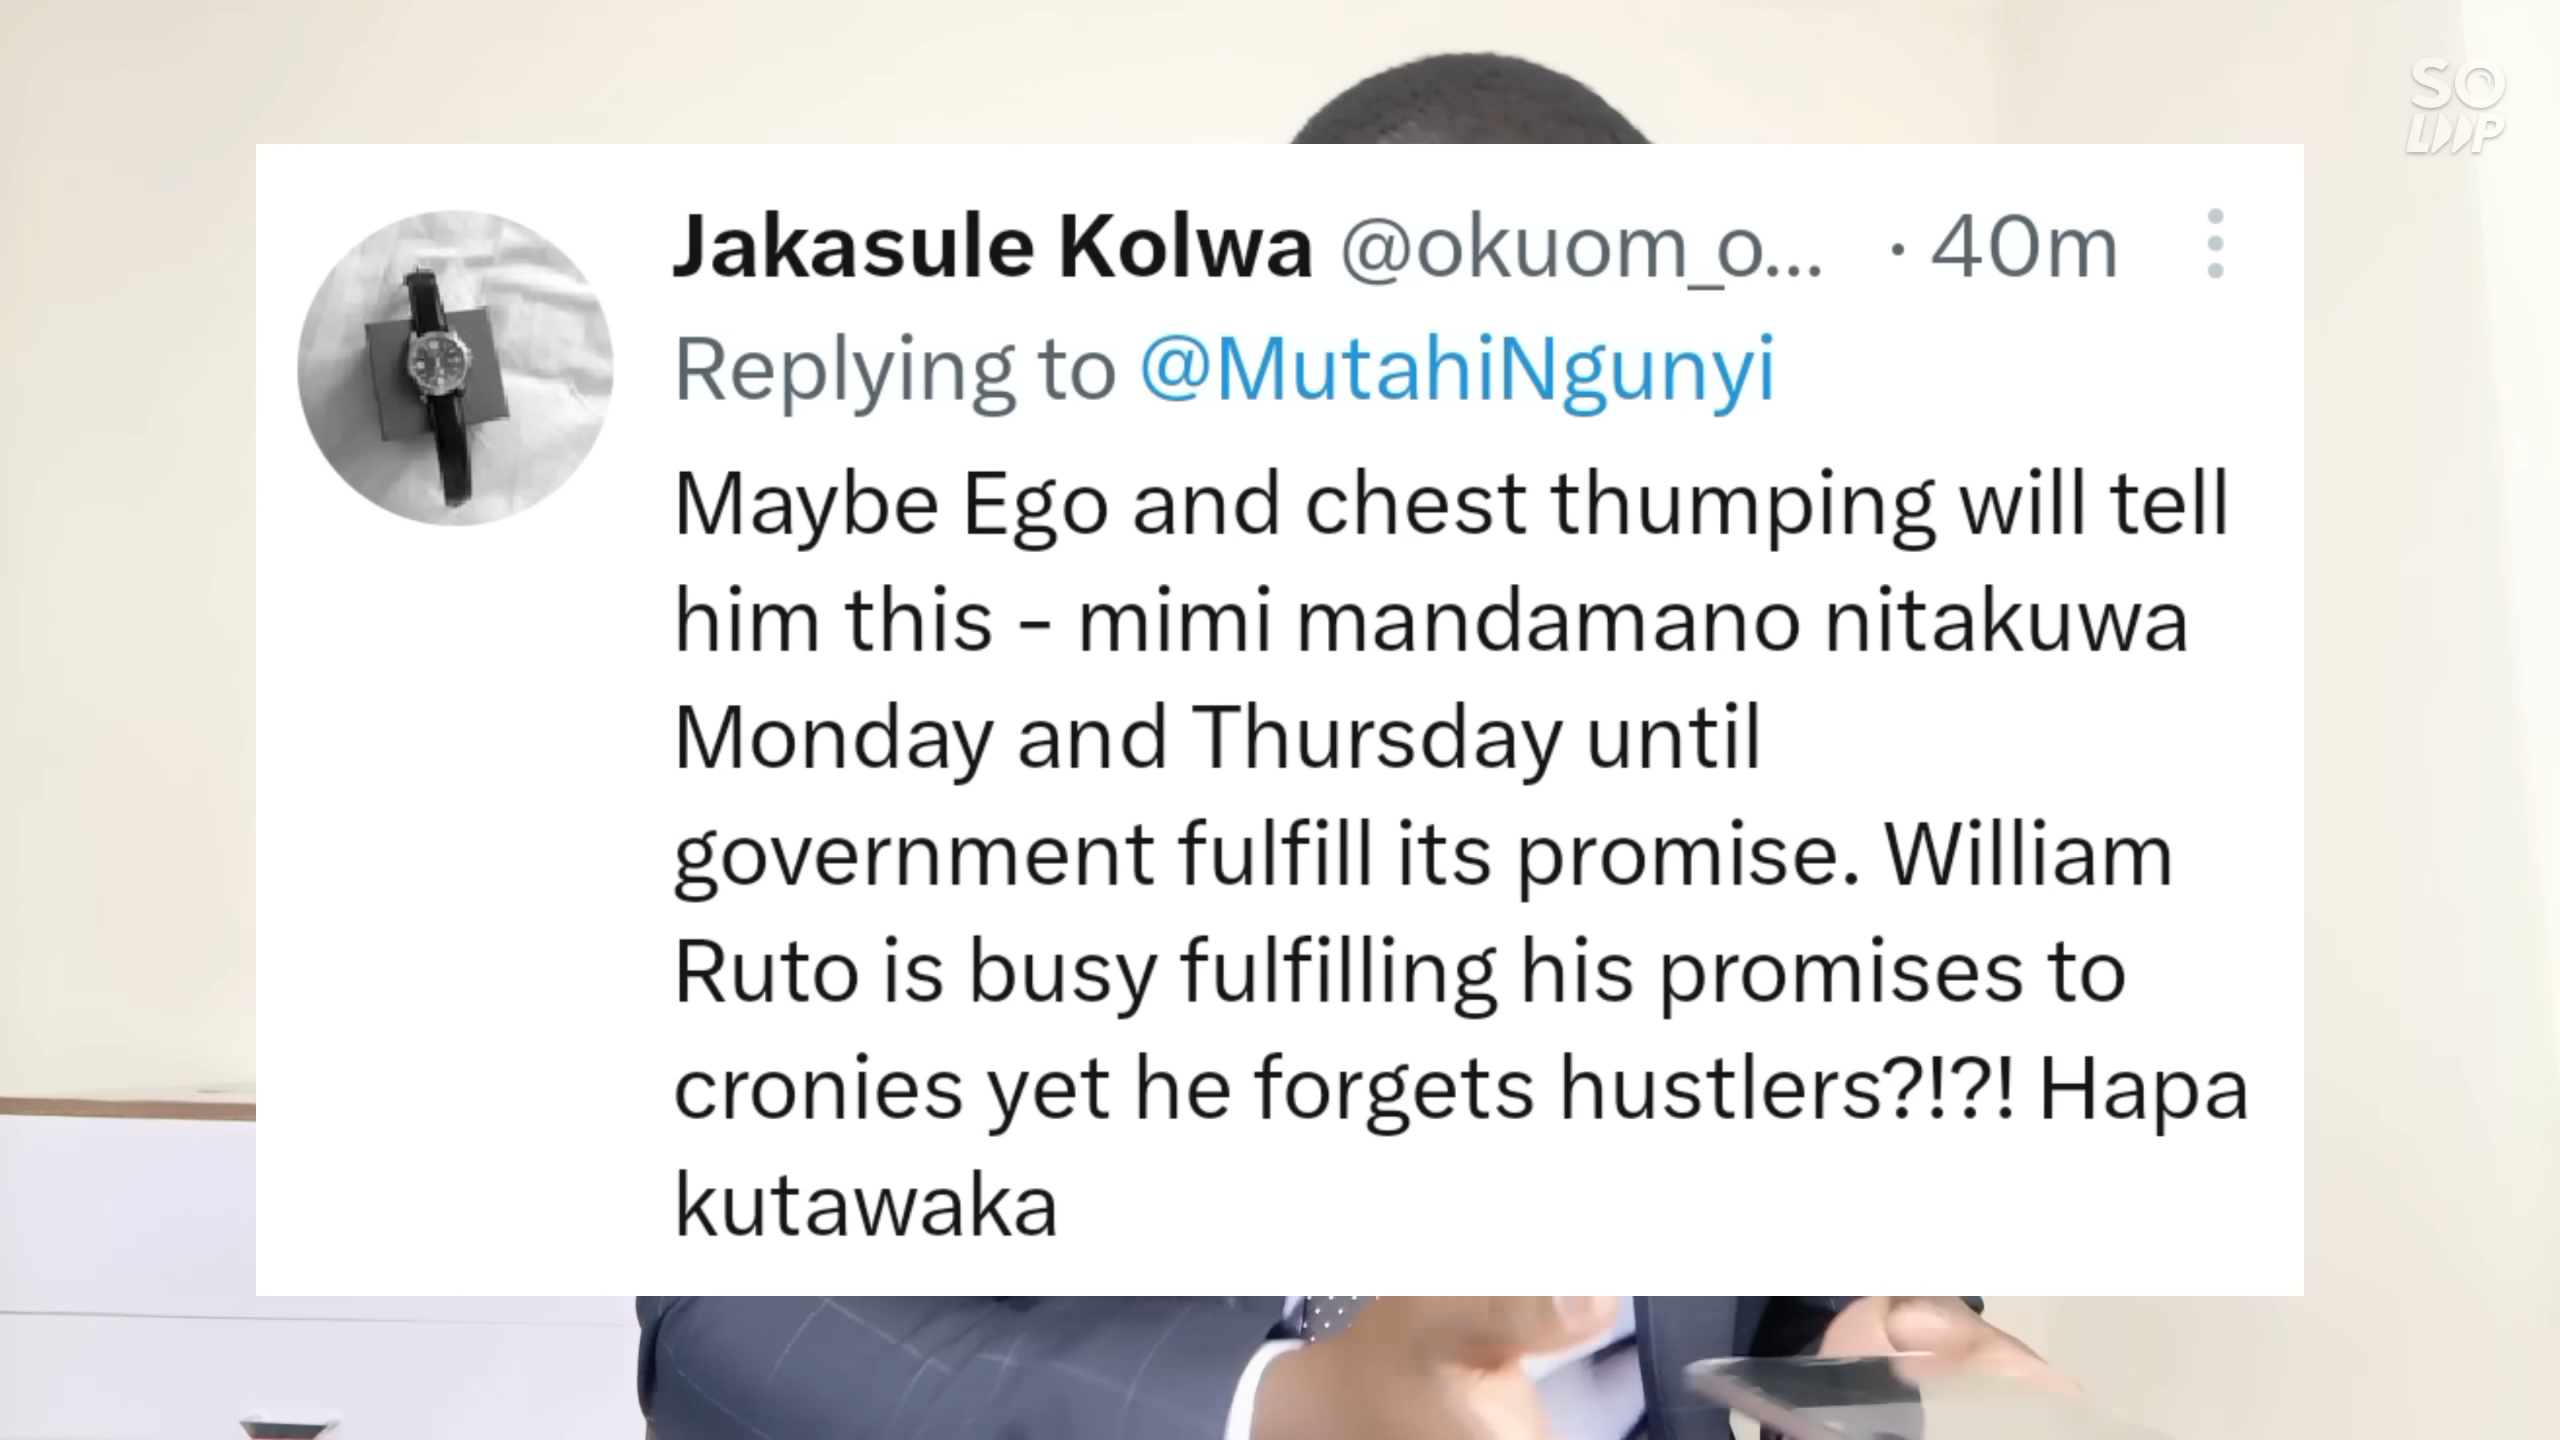 SO
LOOP
Jakasule Kolwa @okuom_o... · 40m
Replying to @MutahiNgunyi
Maybe Ego and chest thumping will tell
him this - mimi mandamano nitakuwa
Monday and Thursday until
government fulfill its promise. William
Ruto is busy fulfilling his promises to
cronies yet he forgets hustlers?!?! Hapa
kutawaka